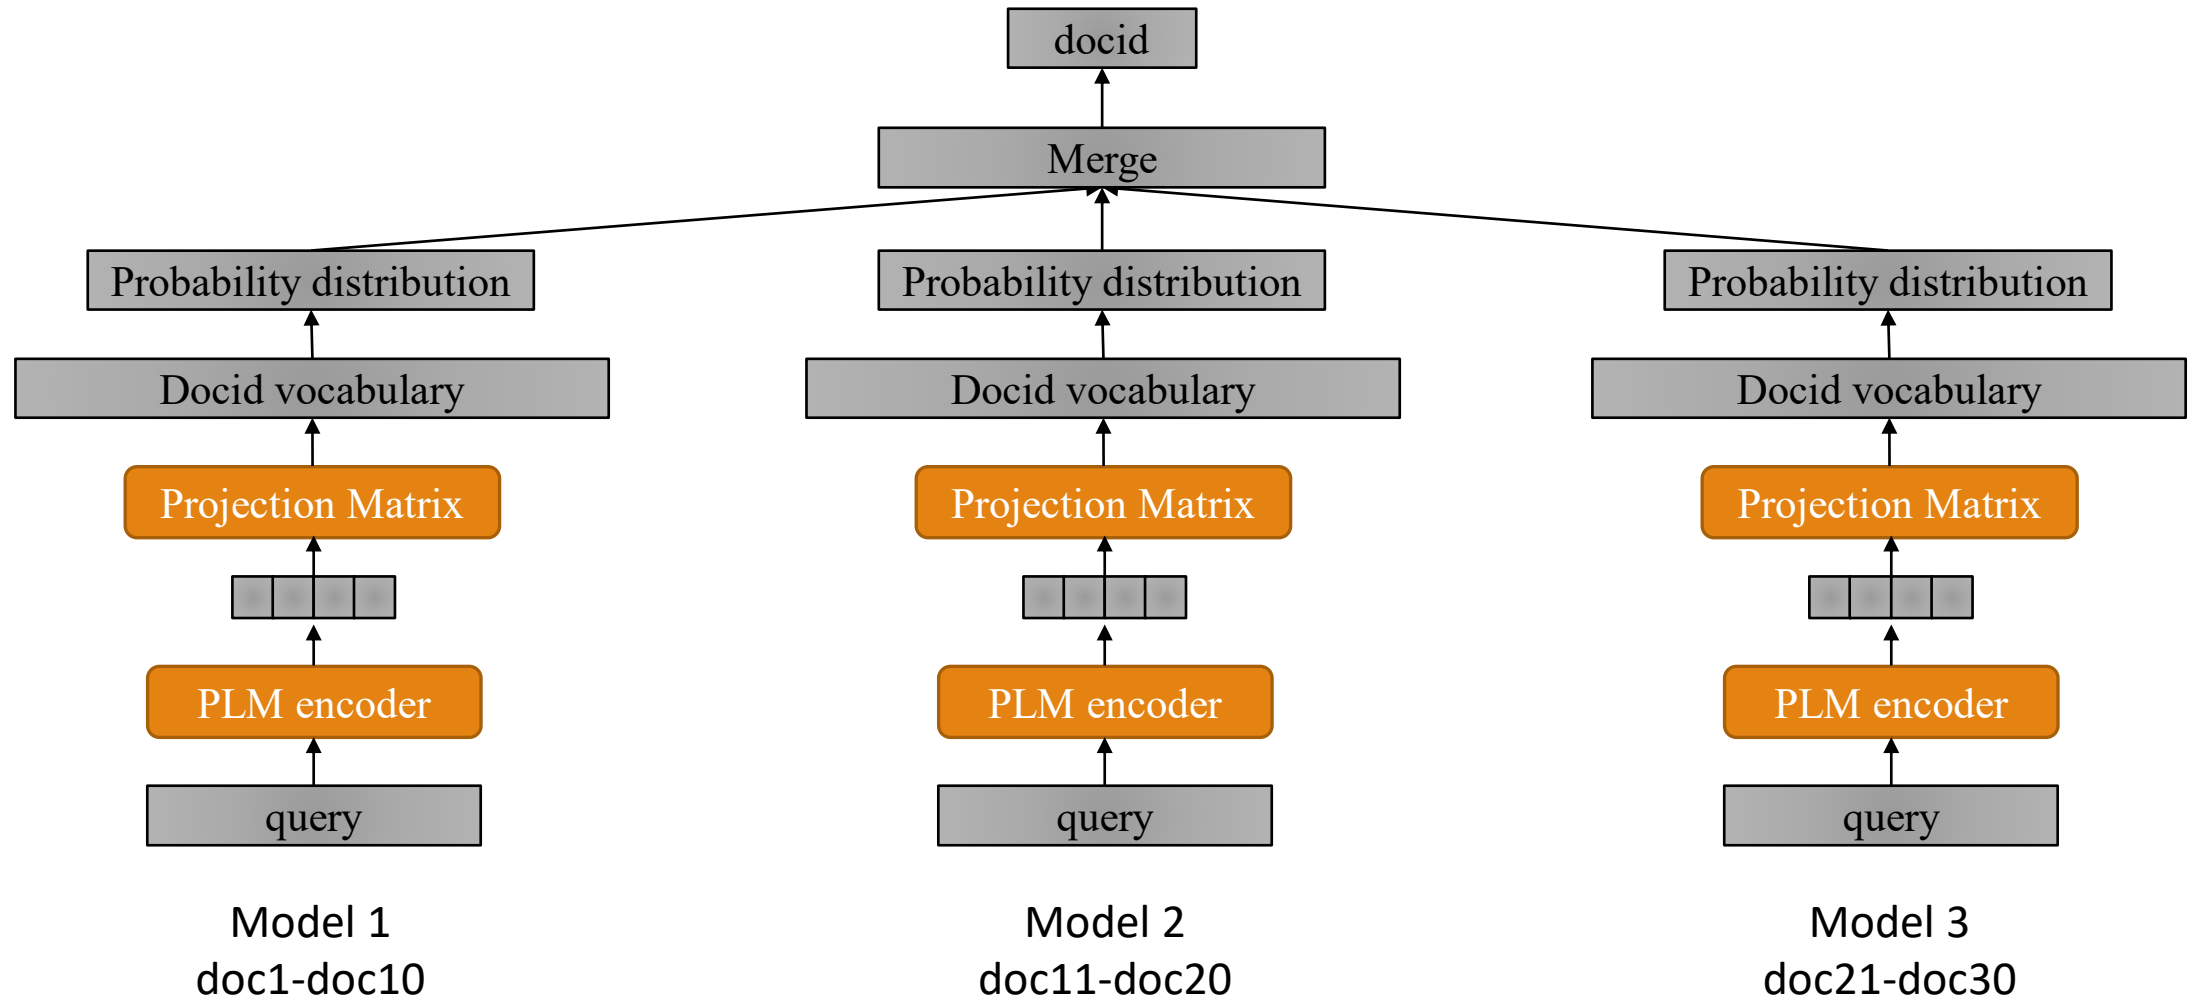 docid
Merge
Probability distribution
Probability distribution
Probability distribution
Docid vocabulary
Docid vocabulary
Docid vocabulary
Projection Matrix
Projection Matrix
Projection Matrix
PLM encoder
PLM encoder
PLM encoder
query
query
query
Model 1
Model 2
Model 3
doc1-doc10
doc11-doc20
doc21-doc30